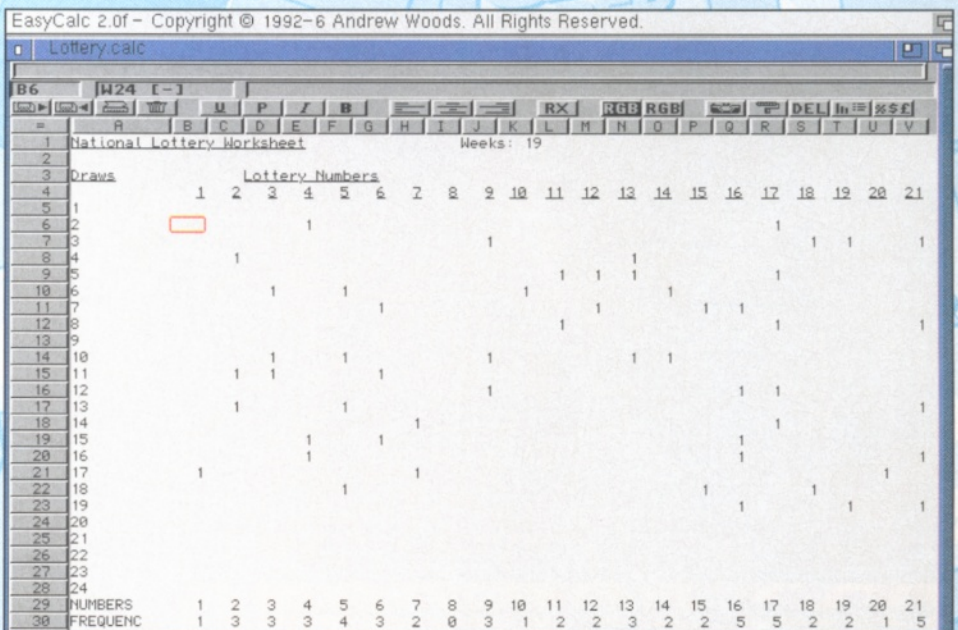 EasyCalc 2.0f - Copyright © 1992-6 Andrew Woods. All Rights Reserved.
Lottery.calc
B6 [W24 [-]
U P I B RX RGB RGB DEL ln %$£
= A B C D E F G H I J K L M N O P Q R S T U V
1 National Lottery Worksheet Weeks: 19
2
3 Draws Lottery Numbers
4 1 2 3 4 5 6 7 8 9 10 11 12 13 14 15 16 17 18 19 20 21
5 1
6 2 1 1
7 3 1 1 1 1
8 4 1 1
9 5 1 1 1 1
10 6 1 1 1 1
11 7 1 1 1 1
12 8 1 1 1
13 9
14 10 1 1 1 1 1
15 11 1 1 1
16 12 1 1 1
17 13 1 1 1
18 14 1 1
19 15 1 1 1
20 16 1 1 1
21 17 1 1 1
22 18 1 1 1
23 19 1 1 1
24 20
25 21
26 22
27 23
28 24
29 NUMBERS 1 2 3 4 5 6 7 8 9 10 11 12 13 14 15 16 17 18 19 20 21
30 FREQUENC 1 3 3 3 4 3 2 0 3 1 2 2 3 2 2 5 5 2 2 1 5